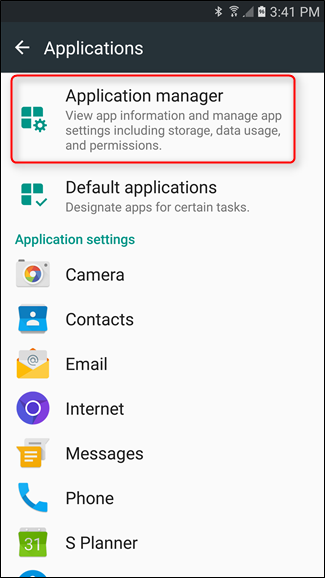 3:41 PM
Applications
Application manager
View app information and manage app
settings including storage, data usage,
and permissions.
Default applications
Designate apps for certain tasks.
Application settings
Camera
Contacts
@
Email
Internet
Messages
Phone
31
S Planner